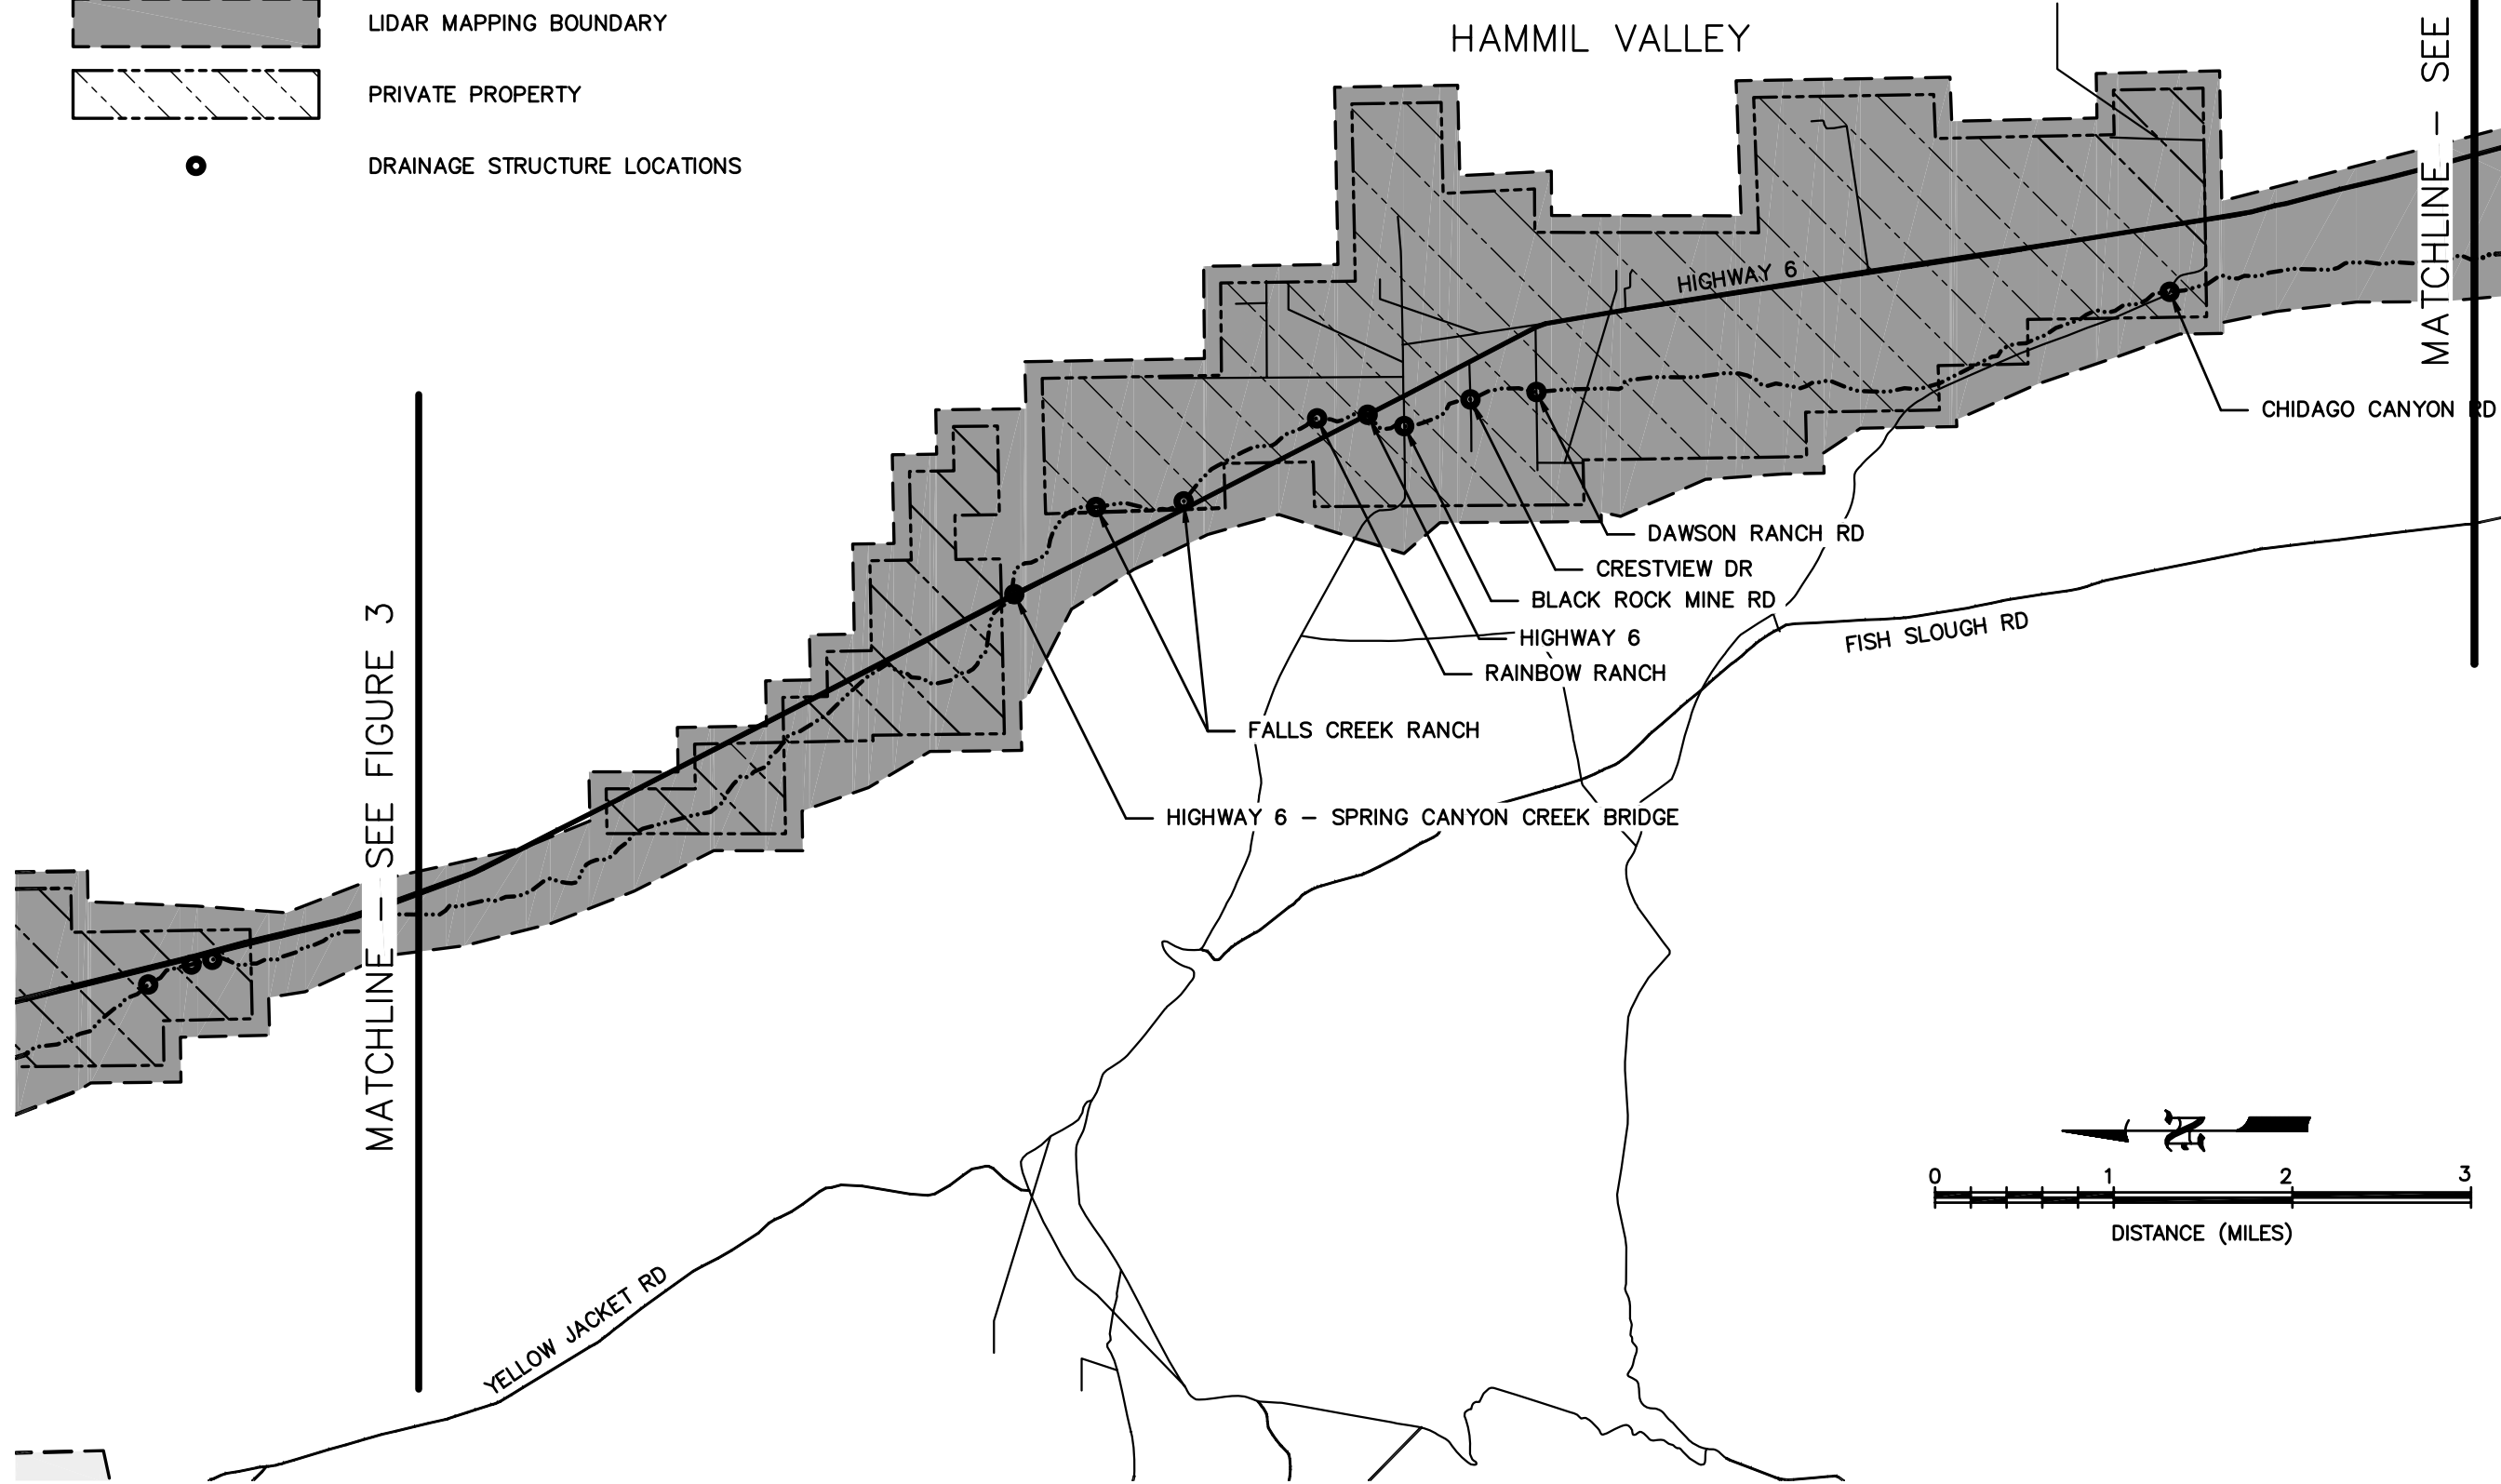 LIDAR MAPPING BOUNDARY
PRIVATE PROPERTY
DRAINAGE STRUCTURE LOCATIONS
HAMMIL VALLEY
MATCHLINE — SEE
HIGHWAY 6
CHIDAGO CANYON RD
DAWSON RANCH RD
CRESTVIEW DR
BLACK ROCK MINE RD
HIGHWAY 6
RAINBOW RANCH
FISH SLOUGH RD
FALLS CREEK RANCH
HIGHWAY 6 — SPRING CANYON CREEK BRIDGE
MATCHLINE — SEE FIGURE 3
YELLOW JACKET RD
N
0 1 2 3
DISTANCE (MILES)